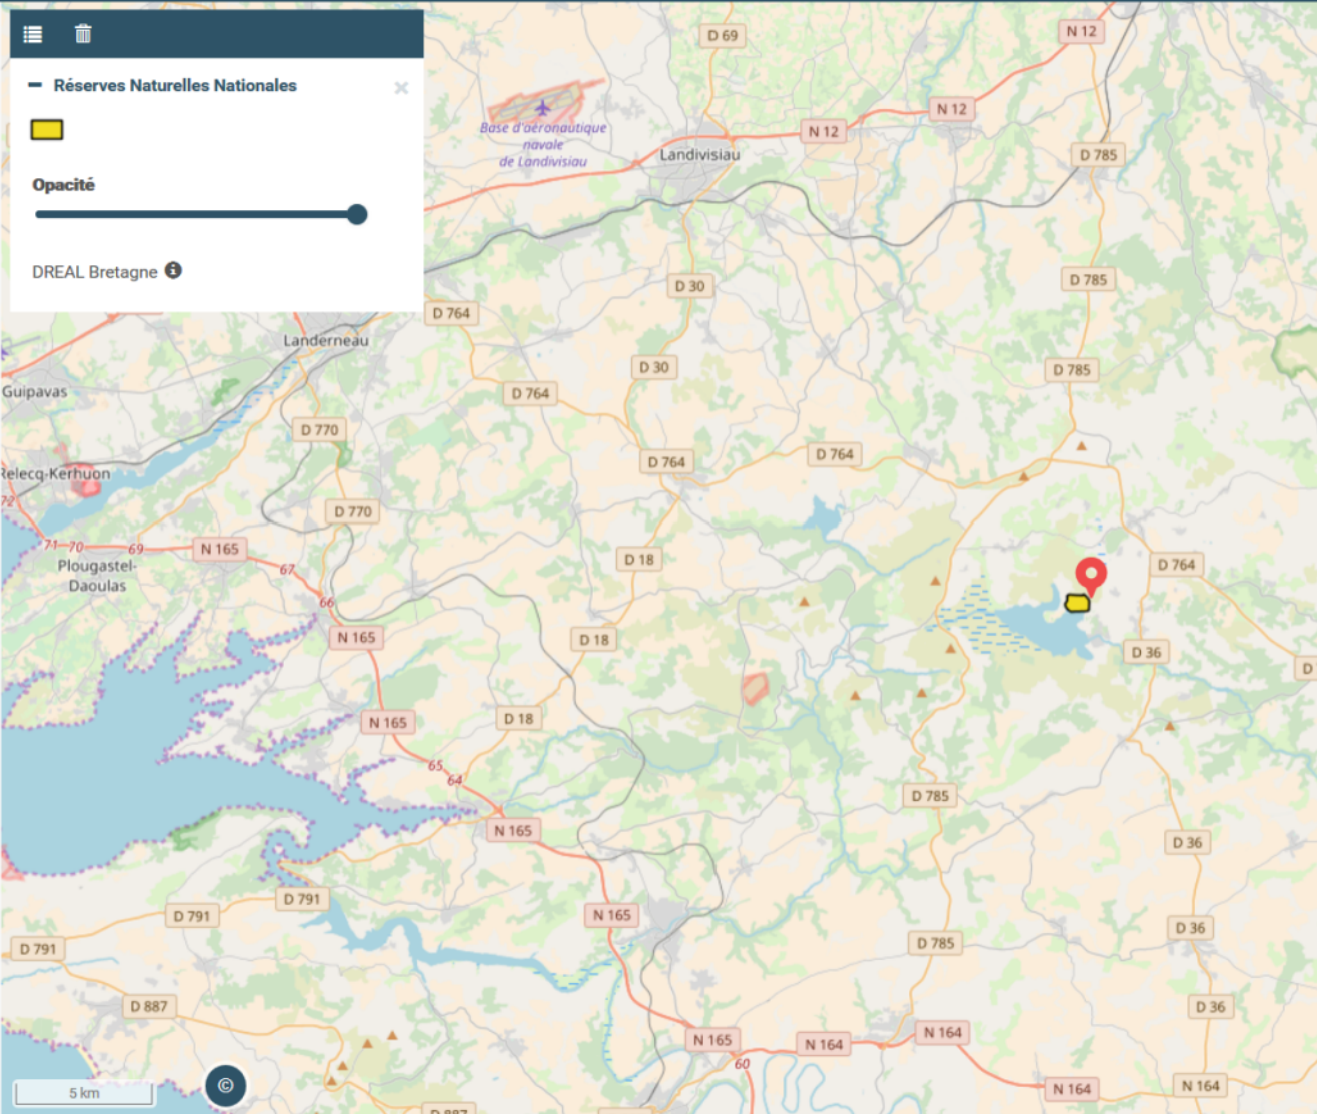 Réserves Naturelles Nationales
Opacité
DREAL Bretagne
D 69
N 12
N 12
N 12
Base d'aéronautique
navale
de Landivisiau
Landivisiau
D 785
D 30
D 785
D 764
Landerneau
D 30
D 785
Guipavas
D 764
D 770
D 764
D 764
Relecq-Kerhuon
72
D 770
71
70
69
N 165
67
D 18
D 764
Plougastel-
Daoulas
66
N 165
D 18
D 36
D
N 165
D 18
65
64
D 785
N 165
D 36
D 791
D 791
N 165
D 36
D 791
D 785
D 887
D 36
N 165
N 164
N 164
60
5 km
©
N 164
N 164
D 887